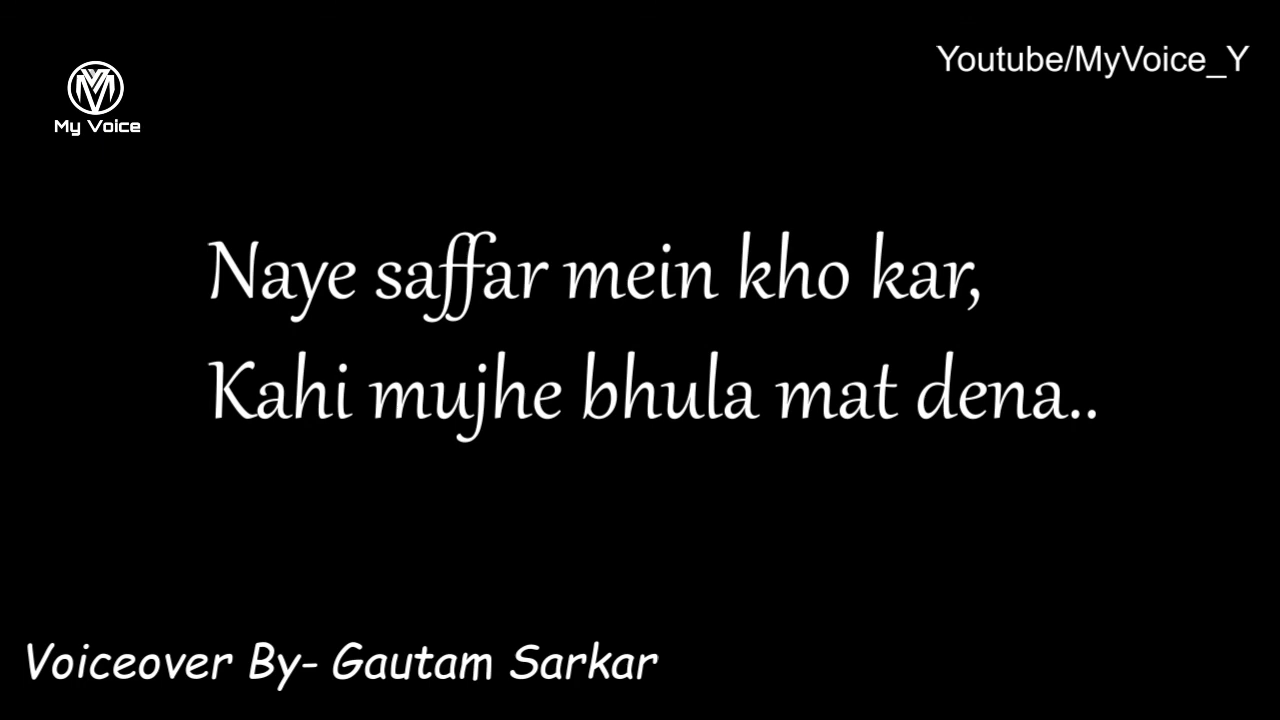 Youtube/MyVoice_Y
My Voice
Naye saffar mein kho kar,
Kahi mujhe bhula mat dena..
Voiceover By- Gautam Sarkar